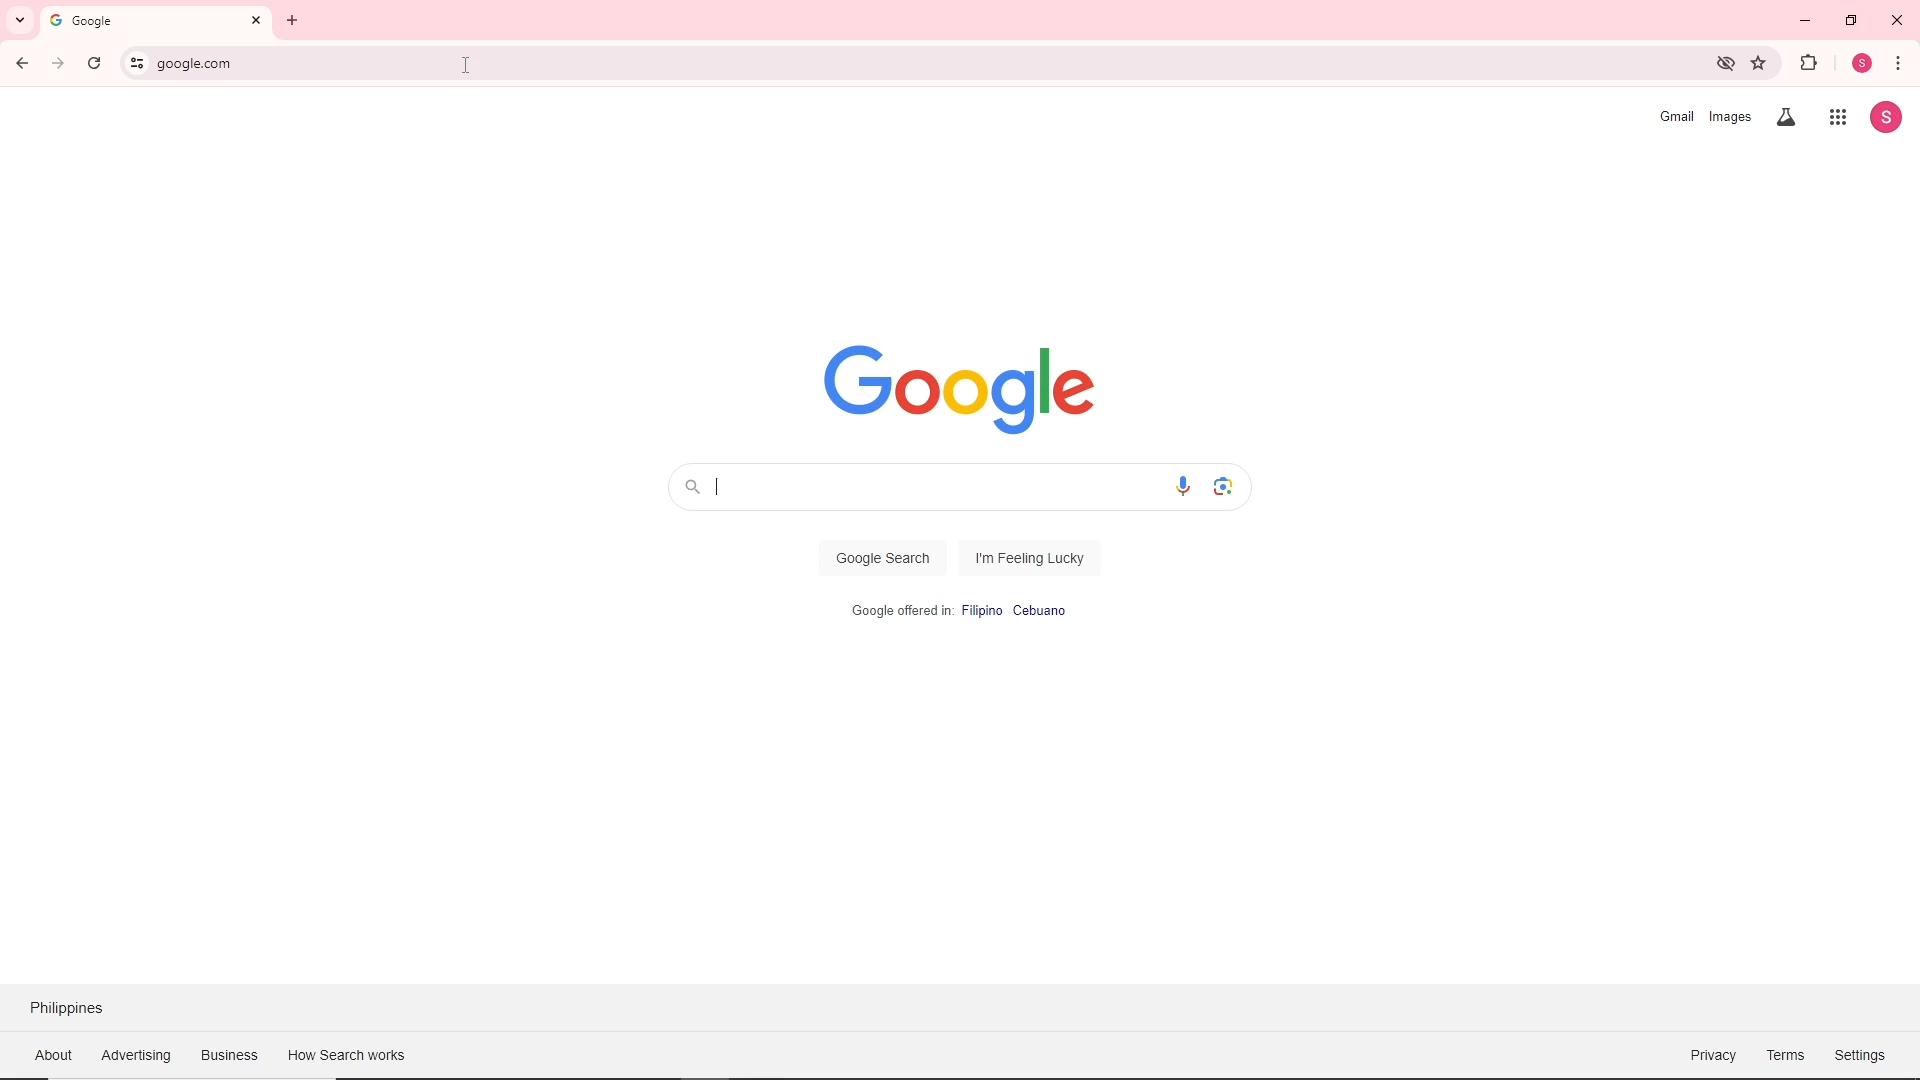 Google
google.com
S
Gmail Images
S
Google
Google Search I'm Feeling Lucky
Google offered in: Filipino Cebuano
Philippines
About Advertising Business How Search works Privacy Terms Settings